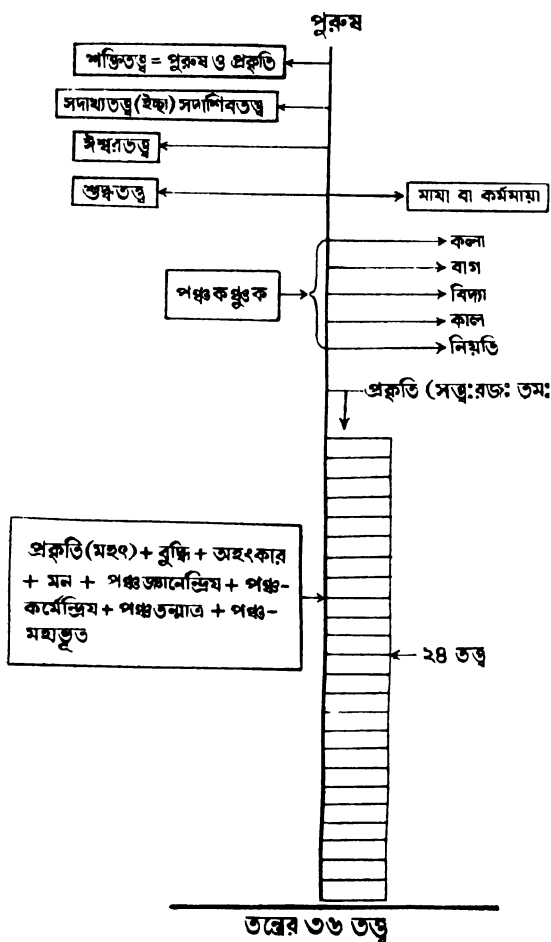 পুরুষ
শক্তিতত্ত্ব = পুরুষ ও প্রকৃতি
সদাখ্যতত্ত্ব (ইচ্ছা) সদাশিবতত্ত্ব
ঈশ্বরতত্ত্ব
শুদ্ধতত্ত্ব
মাযা বা কর্মমায়া
কলা
বাগ
পঞ্চকঞ্চুক
বিদ্যা
কাল
নিয়তি
প্রকৃতি (সত্ত্ব:রজ: তম:
প্রকৃতি (মহৎ) + বুদ্ধি + অহংকার
+ মন + পঞ্চজ্ঞানেন্দ্রিয + পঞ্চ-
কর্মেন্দ্রিয + পঞ্চতন্মাত্র + পঞ্চ-
মহাভূত
২৪ তত্ত্ব
তন্ত্রের ৩৬ তত্ত্ব